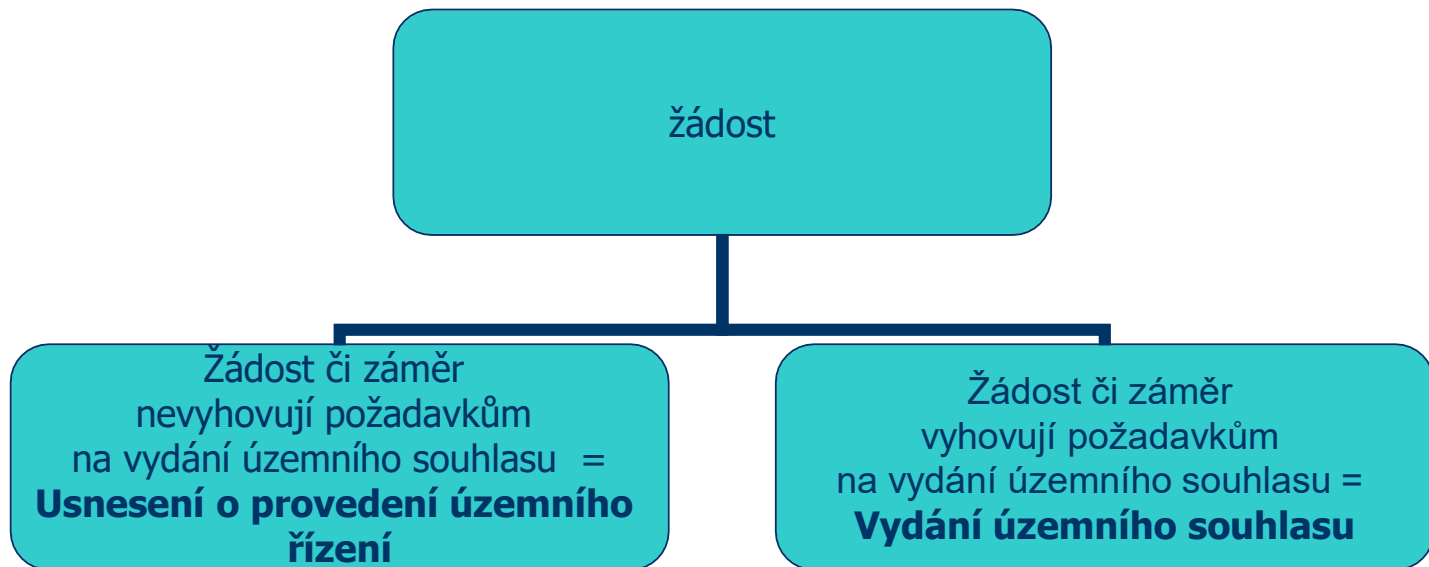 žádost
Žádost či záměr
nevyhovují požadavkům
na vydání územního souhlasu =
Usnesení o provedení územního
řízení
Žádost či záměr
vyhovují požadavkům
na vydání územního souhlasu =
Vydání územního souhlasu